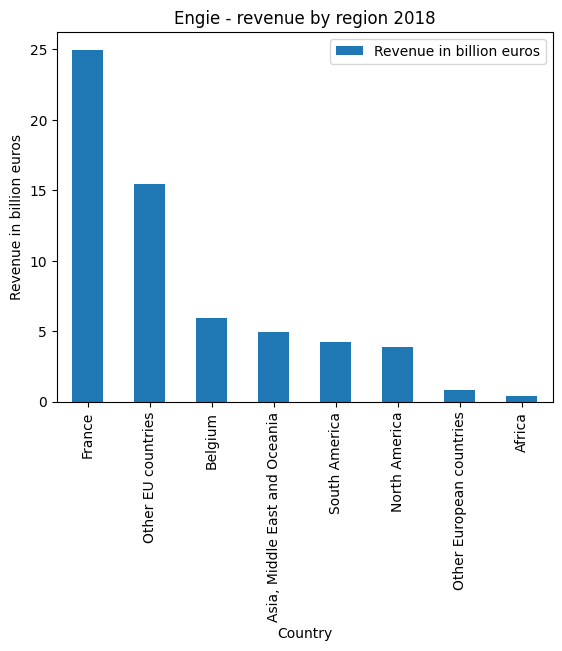 Engie - revenue by region 2018
Revenue in billion euros
Revenue in billion euros
25
20
15
10
5
0
France
Other EU countries
Belgium
Asia, Middle East and Oceania
South America
North America
Other European countries
Africa
Country